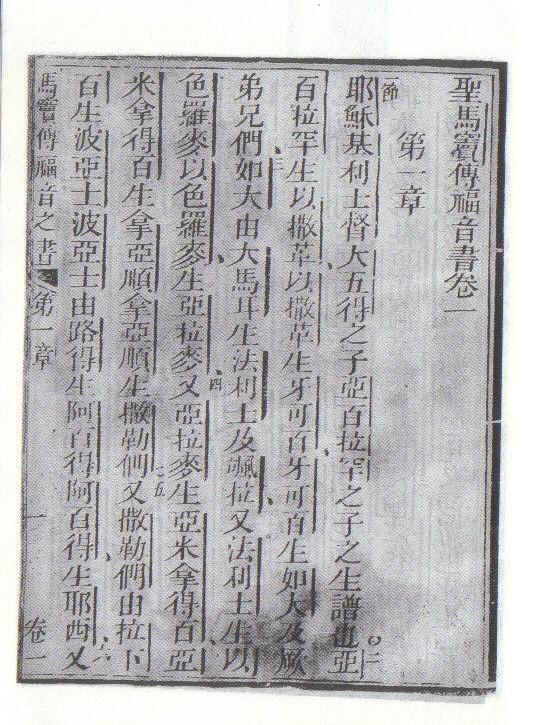 聖馬竇傳福音書卷一
第一章
節耶穌基利士督大五得之子亞百拉罕之子之生譜也○二亞
百拉罕生以撒革以撒革生牙可百牙可百生如大及厥
弟兄們三如大由大馬耳生法利士及颯拉又法利士生以
色羅麥以色羅麥生亞拉麥四又亞拉麥生亞米拿得百亞
米拿得百生拿亞順拿亞順生撒勒們五又撒勒們由拉下
百生波亞士波亞士由路得生阿百得阿百得生耶西六又
馬竇傳福音之書 第一章 一 卷一